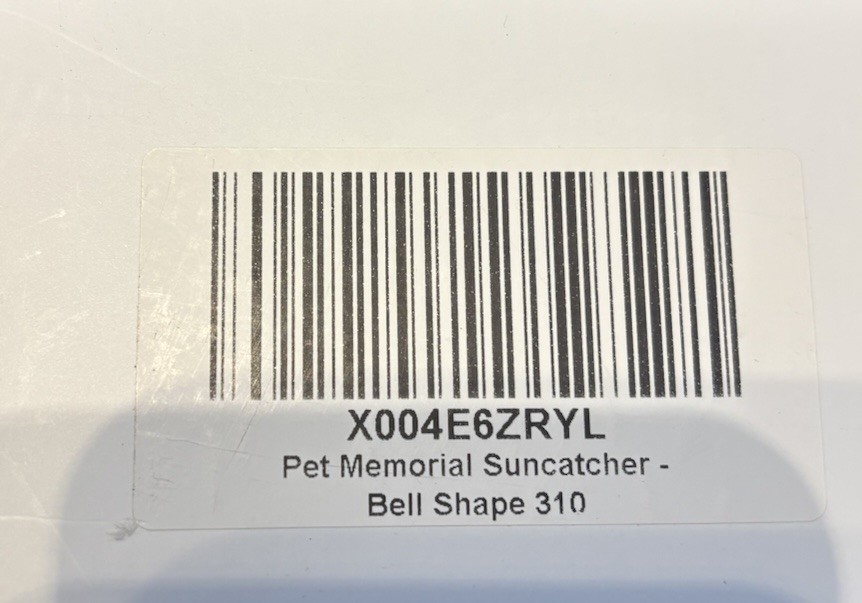 X004E6ZRYL
Pet Memorial Suncatcher -
Bell Shape 310